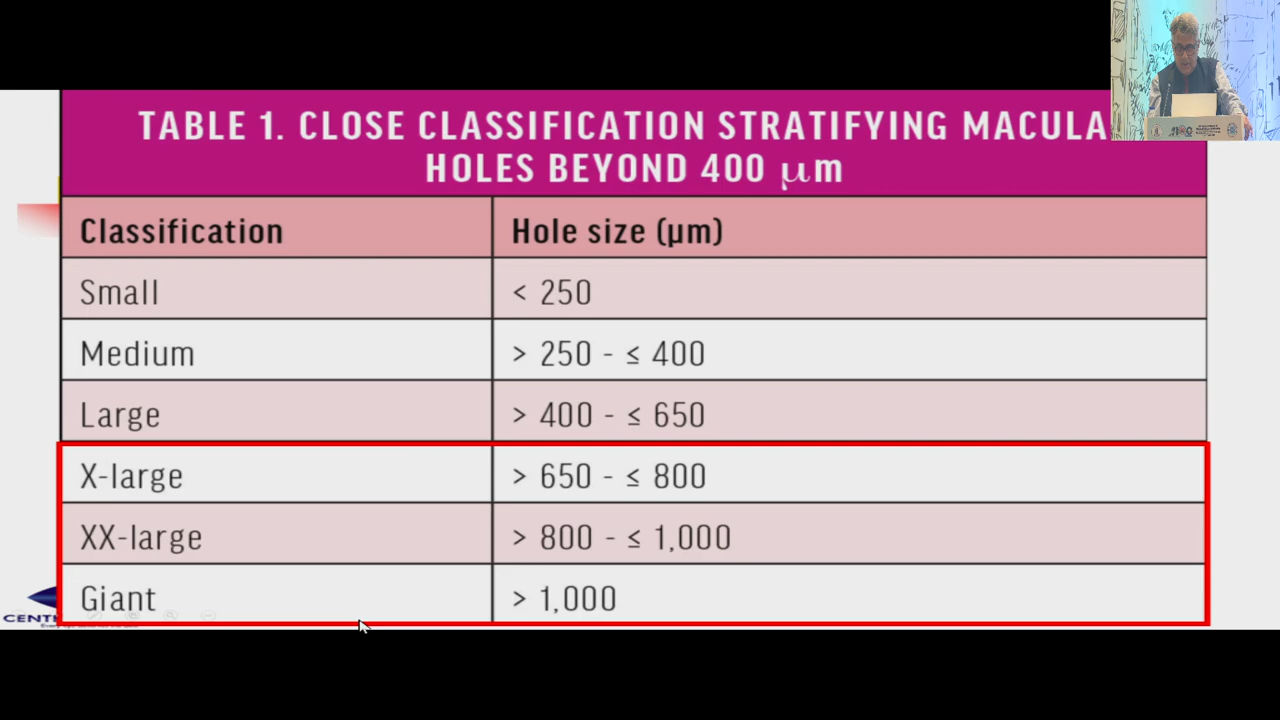 TABLE 1. CLOSE CLASSIFICATION STRATIFYING MACULA
HOLES BEYOND 400 μm
Classification Hole size (μm)
Small < 250
Medium > 250 - ≤ 400
Large > 400 - ≤ 650
X-large > 650 - ≤ 800
XX-large > 800 - ≤ 1,000
Giant > 1,000